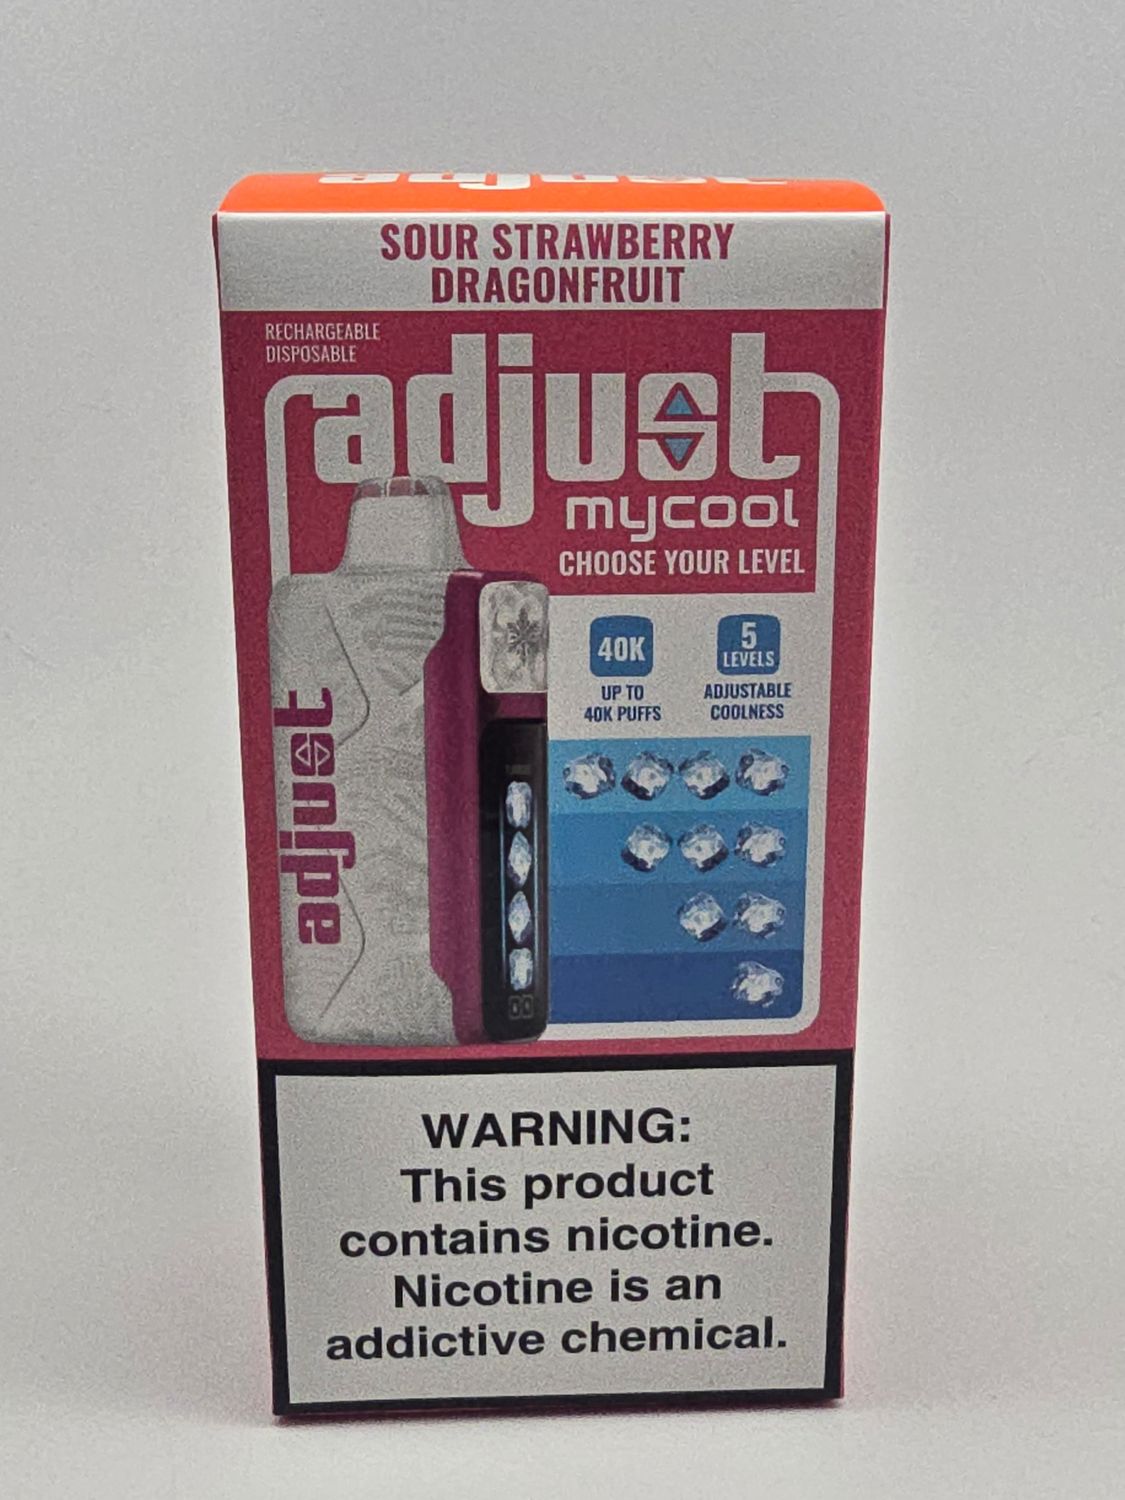 adjust
SOUR STRAWBERRY
DRAGONFRUIT
RECHARGEABLE
DISPOSABLE
adjust
mycool
CHOOSE YOUR LEVEL
40K
UP TO
40K PUFFS
5
LEVELS
ADJUSTABLE
COOLNESS
adjust
WARNING:
This product
contains nicotine.
Nicotine is an
addictive chemical.